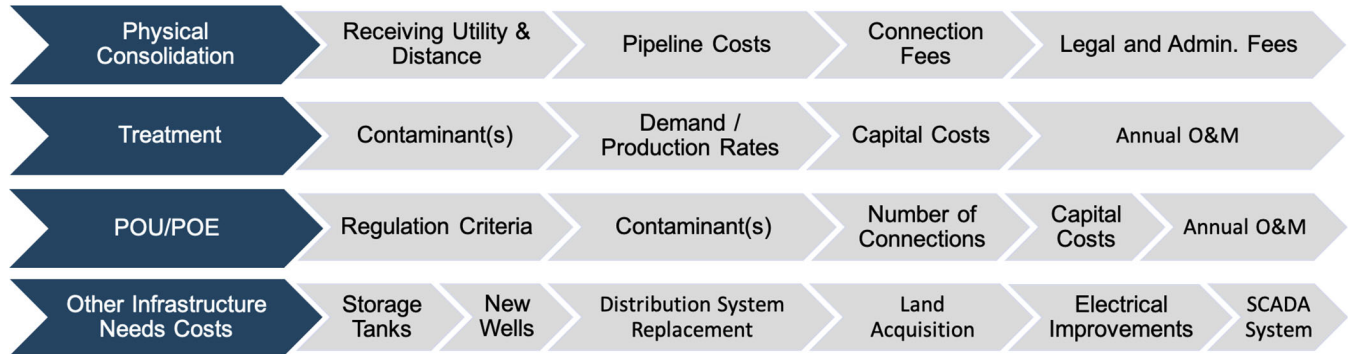 Physical
Consolidation
Receiving Utility &
Distance
Pipeline Costs
Connection
Fees
Legal and Admin. Fees
Treatment
Contaminant(s)
Demand /
Production Rates
Capital Costs
Annual O&M
POU/POE
Regulation Criteria
Contaminant(s)
Number of
Connections
Capital
Costs
Annual O&M
Other Infrastructure
Needs Costs
Storage
Tanks
New
Wells
Distribution System
Replacement
Land
Acquisition
Electrical
Improvements
SCADA
System